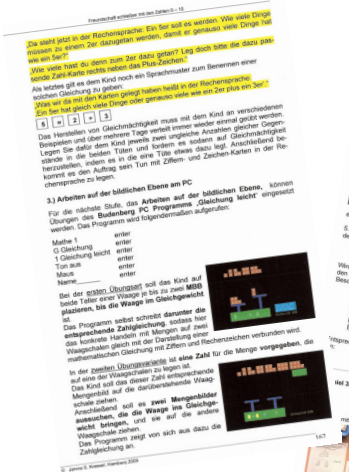 Freundschaft schließen mit den Zahlen 0 – 10
„Da steht jetzt in der Rechensprache: Ein 5er soll es werden. Wie viele Dinge
müssen zu einem 2er dazugetan werden, damit er genauso viele Dinge hat
wie ein 5er?“
„Wie viele hast du denn zum 2er dazu getan? Leg doch bitte die dazu pas-
sende Zahl-Karte rechts neben das Plus-Zeichen.“
Als letztes gilt es dem Kind noch ein Sprachmuster zum Benennen einer
solchen Gleichung zu geben:
„Was wir da mit den Karten gelegt haben heißt in der Rechensprache:
Ein 5er hat gleich viele Dinge oder genauso viele wie ein 2er plus ein 3er“.
5 = 2 + 3
Das Herstellen von Gleichmächtigkeit muss mit dem Kind an verschiedenen
Beispielen und über mehrere Tage verteilt immer wieder einmal geübt werden.
Legen Sie dafür dem Kind jeweils zwei ungleiche Anzahlen gleicher Gegen-
stände in die beiden Tüten und fordern es sodann auf Gleichmächtigkeit
herzustellen, indem es in die eine Tüte etwas dazu legt. Anschließend be-
kommt es den Auftrag sein Tun mit Ziffern- und Zeichen-Karten in der Re-
chensprache zu legen.
3.) Arbeiten auf der bildlichen Ebene am PC
Für die nächste Stufe, das Arbeiten auf der bildlichen Ebene, können
Übungen des Budenberg PC Programms „Gleichung leicht“ eingesetzt
werden. Das Programm wird folgendermaßen aufgerufen:
Mathe 1 enter
G Gleichung enter
1 Gleichung leicht enter
Ton aus enter
Maus enter
Name enter
Bei der ersten Übungsart soll das Kind auf
beide Teller einer Waage je bis zu zwei MBB
plazieren, bis die Waage im Gleichgewicht
ist.
Das Programm selbst schreibt darunter die
entsprechende Zahlgleichung, sodass hier
das konkrete Handeln mit Mengen auf zwei
Waagschalen gleich mit der Darstellung einer
mathematischen Gleichung mit Ziffern und Rechenzeichen verbunden wird.
In der zweiten Übungsvariante ist eine Zahl für die Menge vorgegeben, die
auf eine der Waagschalen zu legen ist.
Das Kind soll das dieser Zahl entsprechende
Mengenbild auf die darüberstehende Waag-
schale ziehen.
Anschließend soll es zwei Mengenbilder
aussuchen, die die Waage ins Gleichge-
wicht bringen, und sie auf die andere
Waagschale ziehen.
Das Programm zeigt von sich aus dazu die
Zahlgleichung an.
167